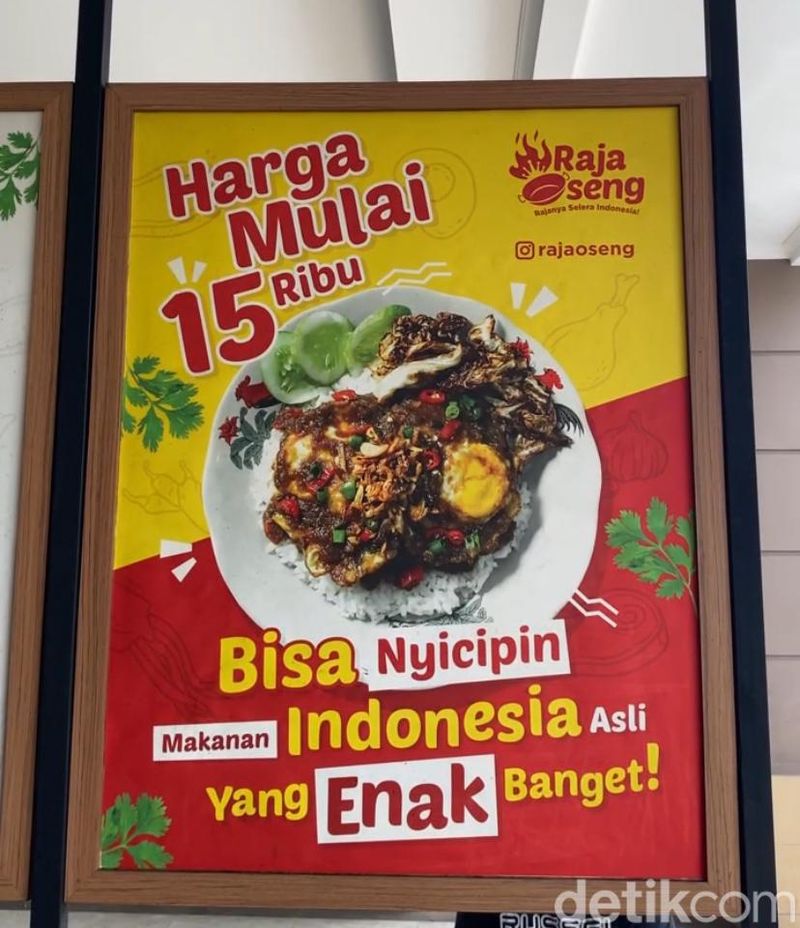 Harga
Mulai
15 Ribu
Raja
Oseng
Rajanya Selera Indonesia!
rajaoseng
Bisa Nyicipin
Makanan Indonesia Asli
Yang Enak Banget!
detikcom